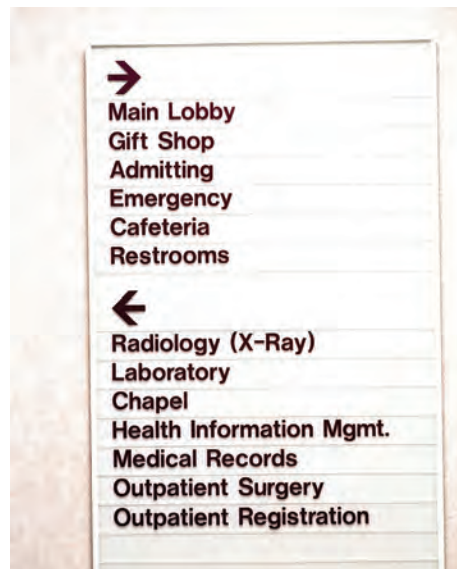 →
Main Lobby
Gift Shop
Admitting
Emergency
Cafeteria
Restrooms
←
Radiology (X-Ray)
Laboratory
Chapel
Health Information Mgmt.
Medical Records
Outpatient Surgery
Outpatient Registration